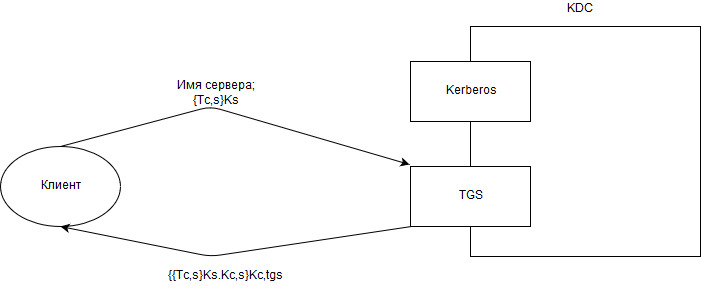 KDC
Имя сервера;
{Tc,s}Ks
Kerberos
Клиент
TGS
{{Tc,s}Ks.Kc,s}Kc,tgs